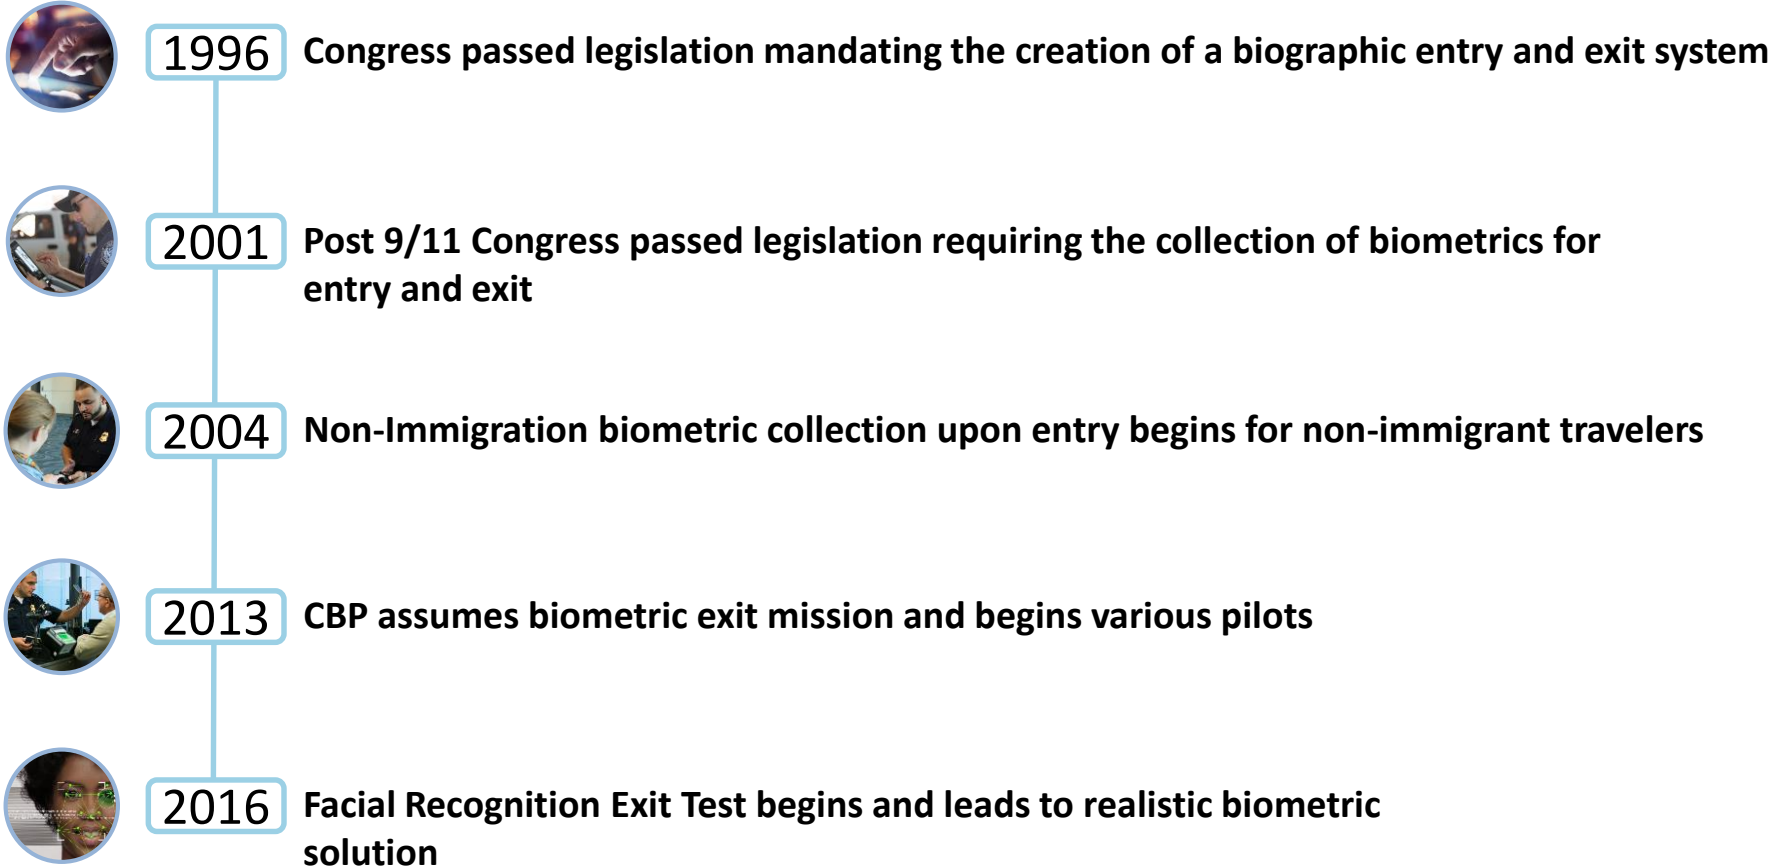 1996
Congress passed legislation mandating the creation of a biographic entry and exit system
2001
Post 9/11 Congress passed legislation requiring the collection of biometrics for
entry and exit
2004
Non-Immigration biometric collection upon entry begins for non-immigrant travelers
2013
CBP assumes biometric exit mission and begins various pilots
2016
Facial Recognition Exit Test begins and leads to realistic biometric
solution